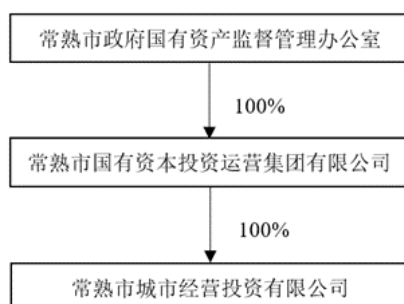 常熟市政府国有资产监督管理办公室
100%
常熟市国有资本投资运营集团有限公司
100%
常熟市城市经营投资有限公司